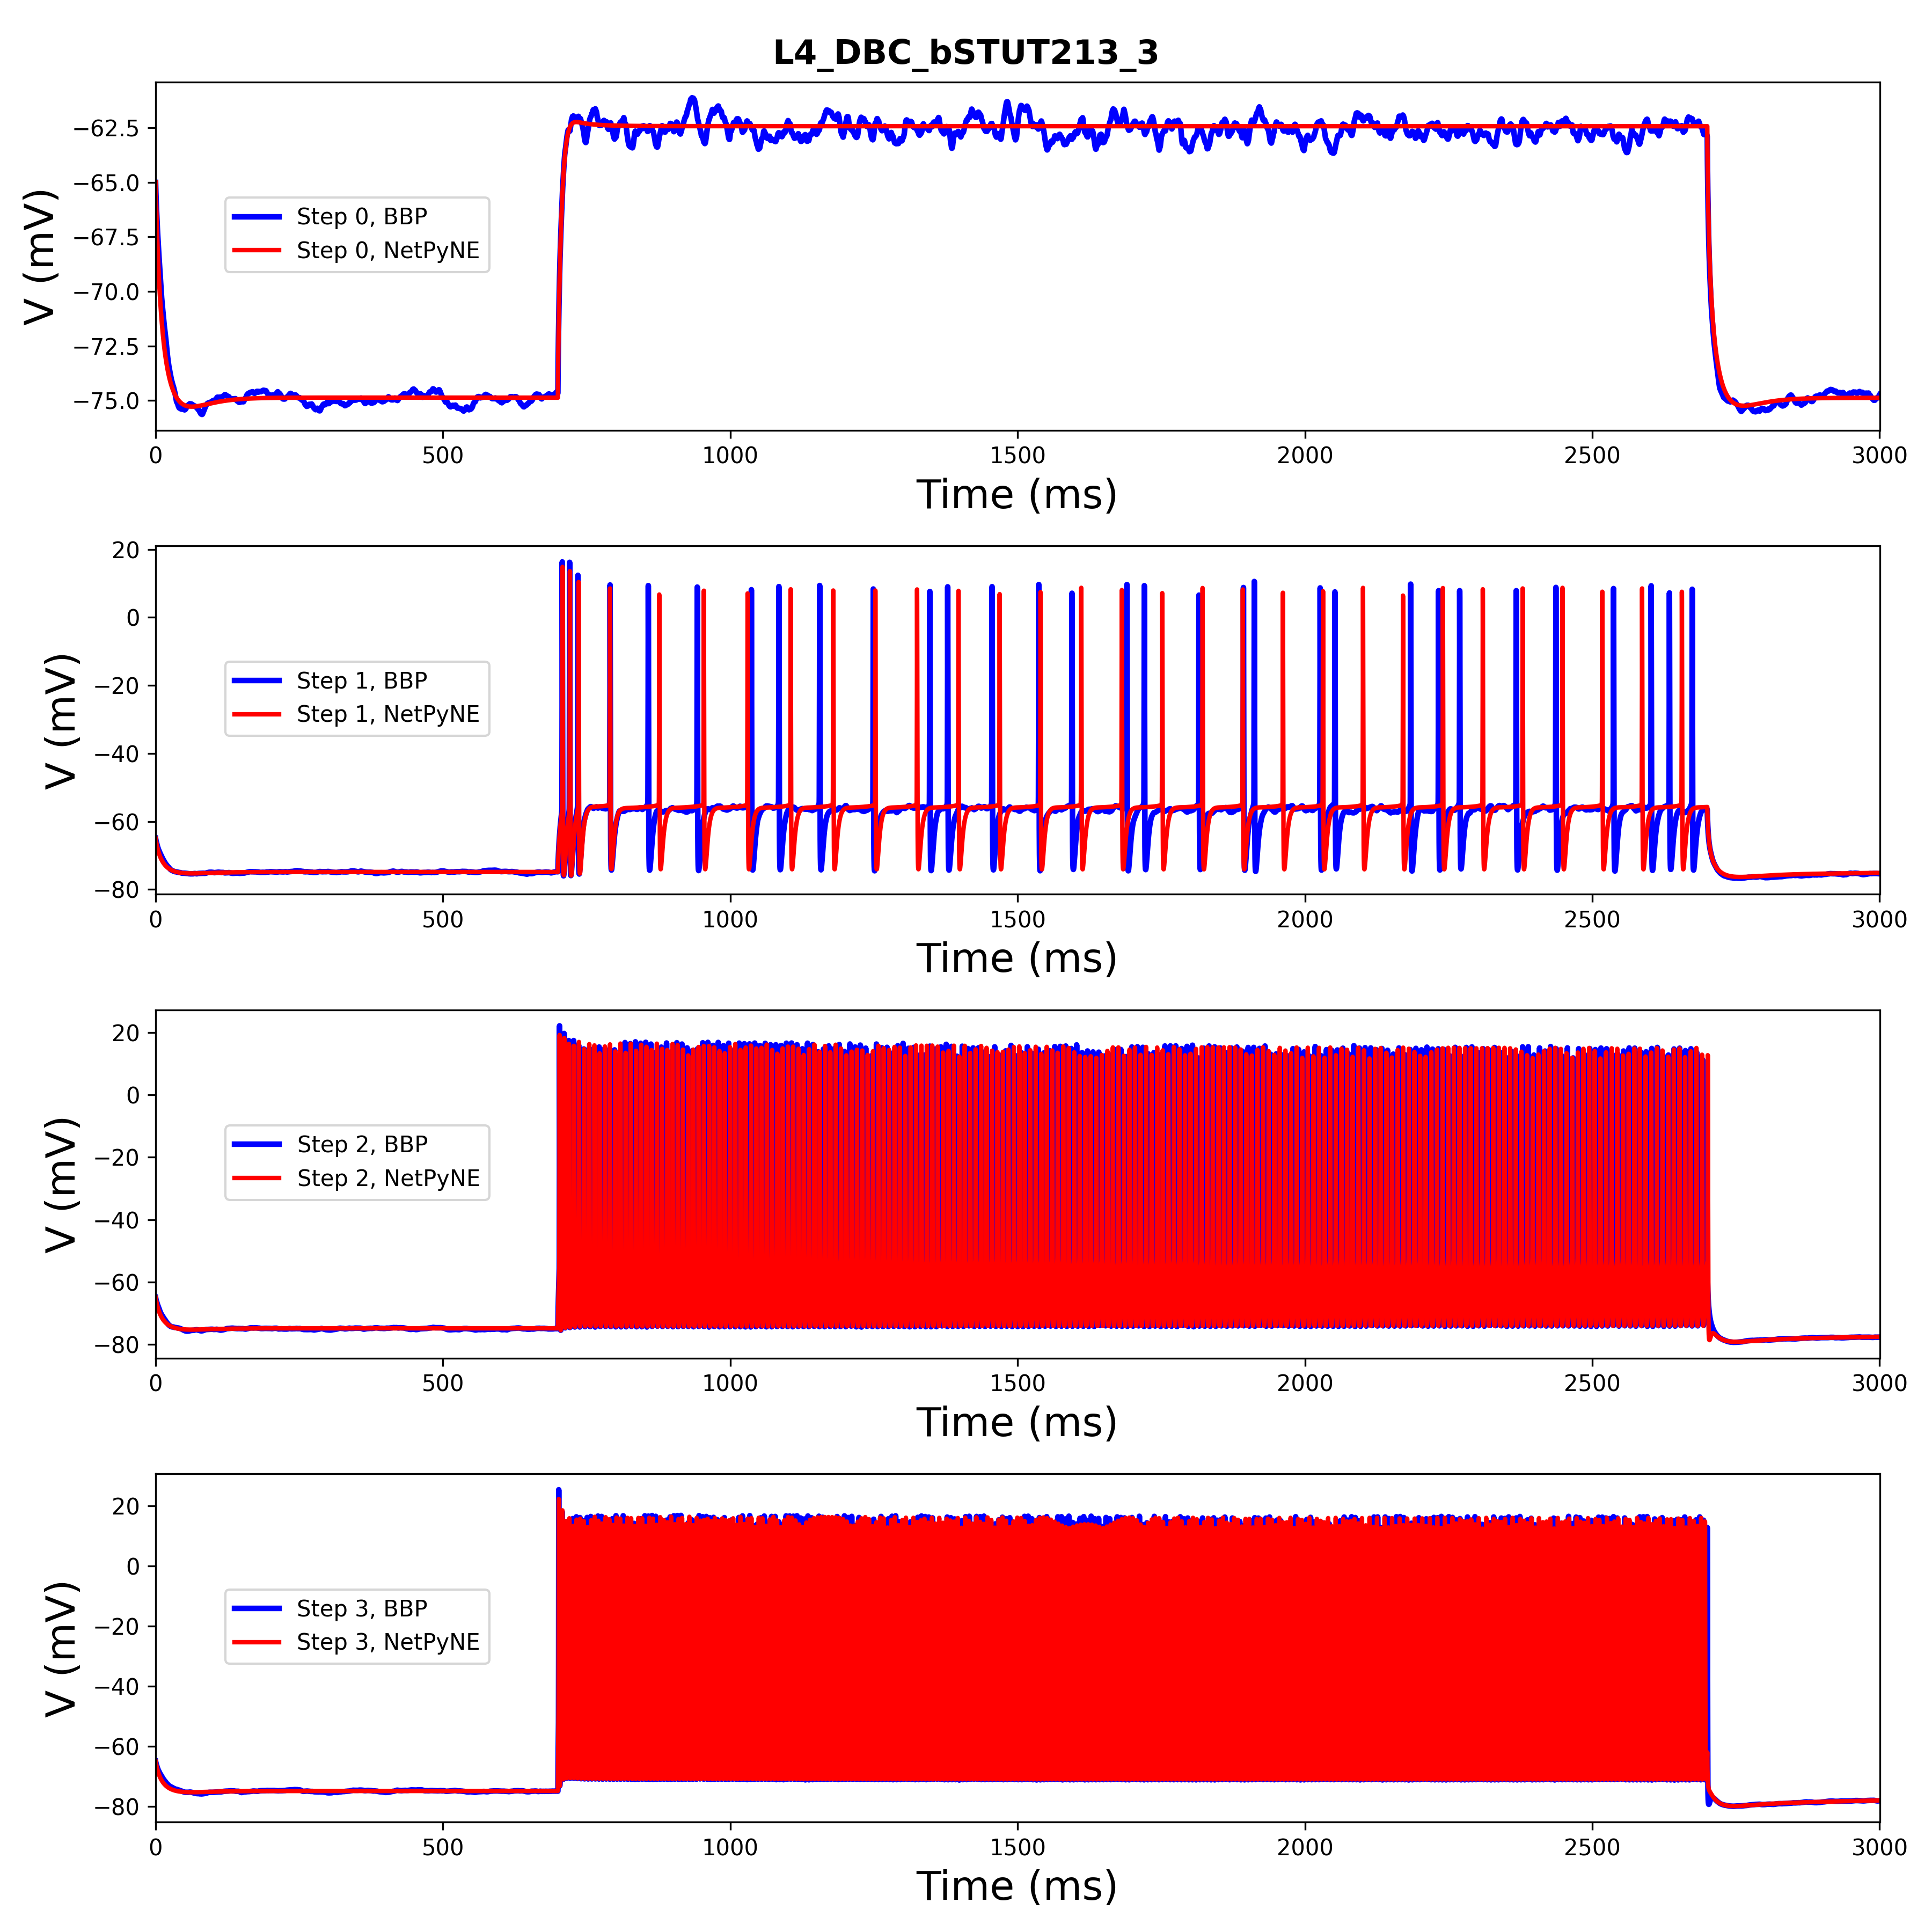 L4_DBC_bSTUT213_3
V (mV)
−62.5
−65.0
−67.5
−70.0
−72.5
−75.0
Step 0, BBP
Step 0, NetPyNE
0 500 1000 1500 2000 2500 3000
Time (ms)
V (mV)
20
0
−20
−40
−60
−80
Step 1, BBP
Step 1, NetPyNE
0 500 1000 1500 2000 2500 3000
Time (ms)
V (mV)
20
0
−20
−40
−60
−80
Step 2, BBP
Step 2, NetPyNE
0 500 1000 1500 2000 2500 3000
Time (ms)
V (mV)
20
0
−20
−40
−60
−80
Step 3, BBP
Step 3, NetPyNE
0 500 1000 1500 2000 2500 3000
Time (ms)